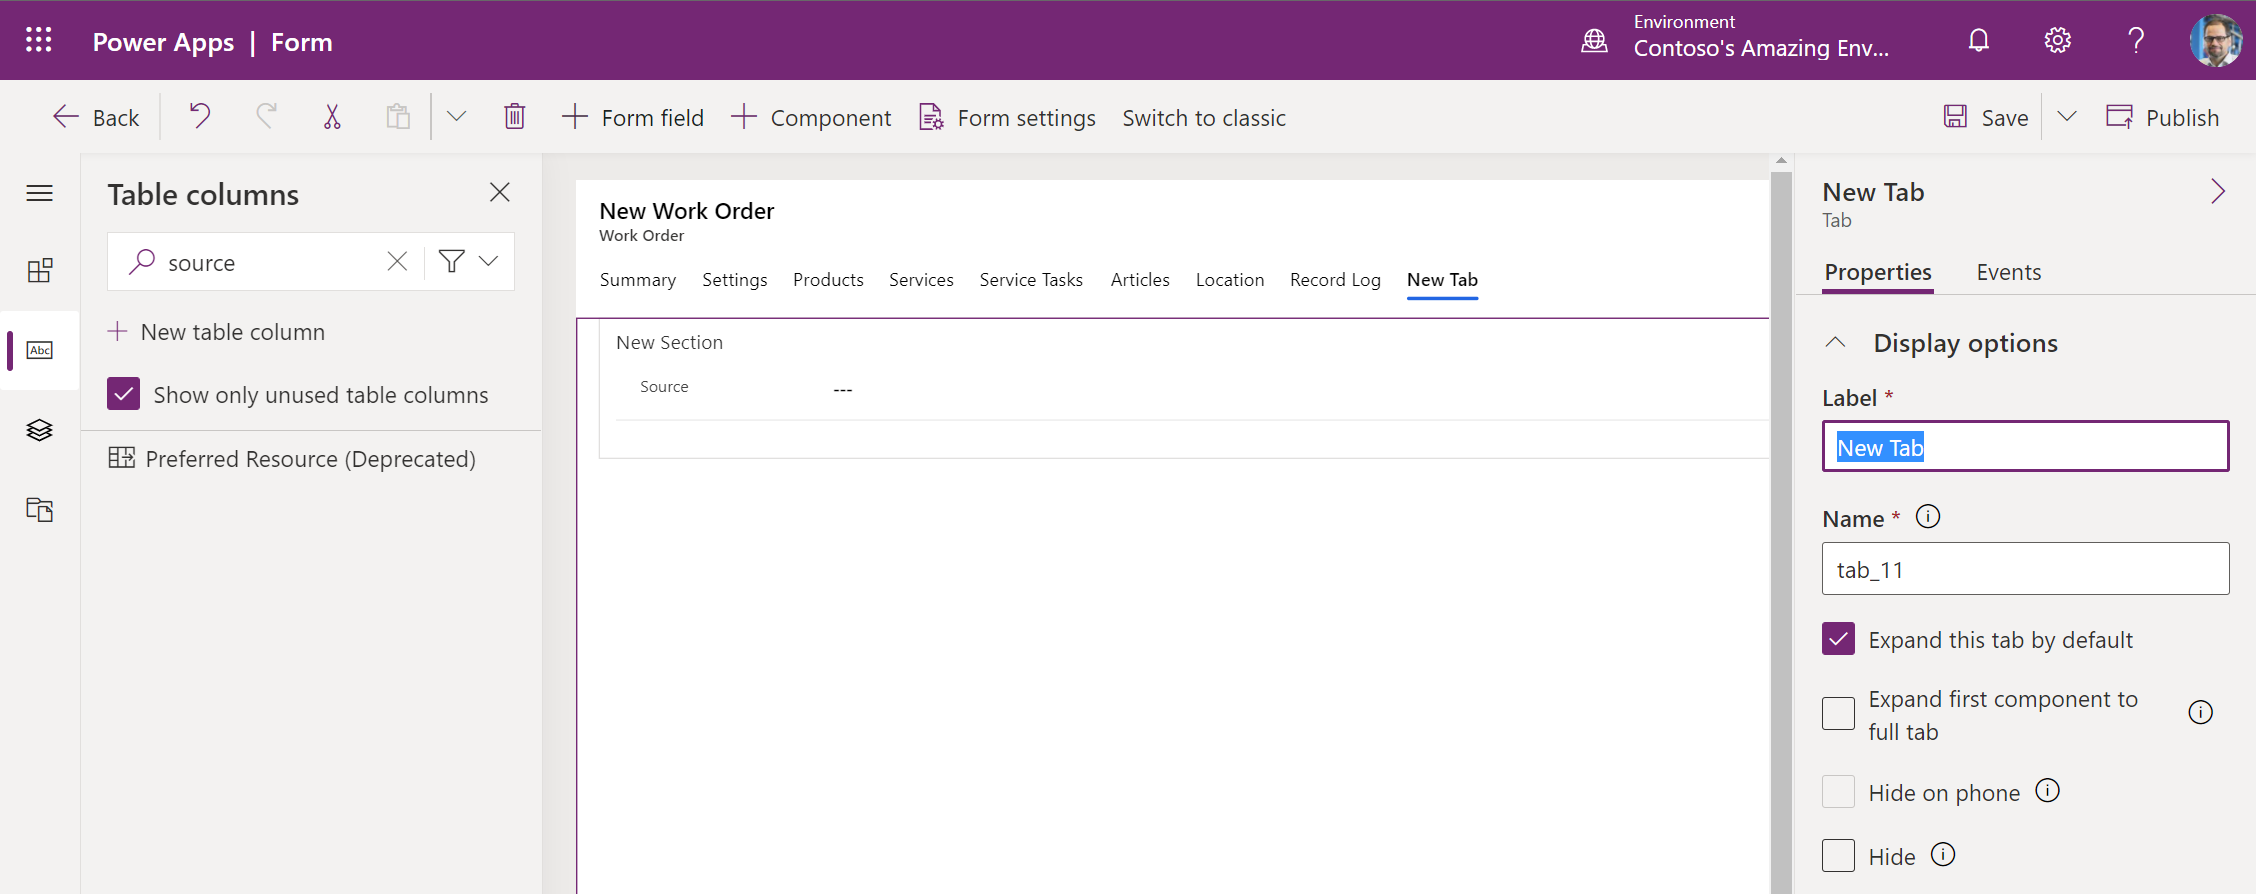 Power Apps | Form
Environment
Contoso's Amazing Env...
Back
Form field
Component
Form settings
Switch to classic
Save
Publish
Table columns
source
New table column
Show only unused table columns
Abc
Preferred Resource (Deprecated)
New Work Order
Work Order
Summary Settings Products Services Service Tasks Articles Location Record Log New Tab
New Section
Source ---
New Tab
Tab
Properties Events
Display options
Label *
New Tab
Name *
tab_11
Expand this tab by default
Expand first component to
full tab
Hide on phone
Hide